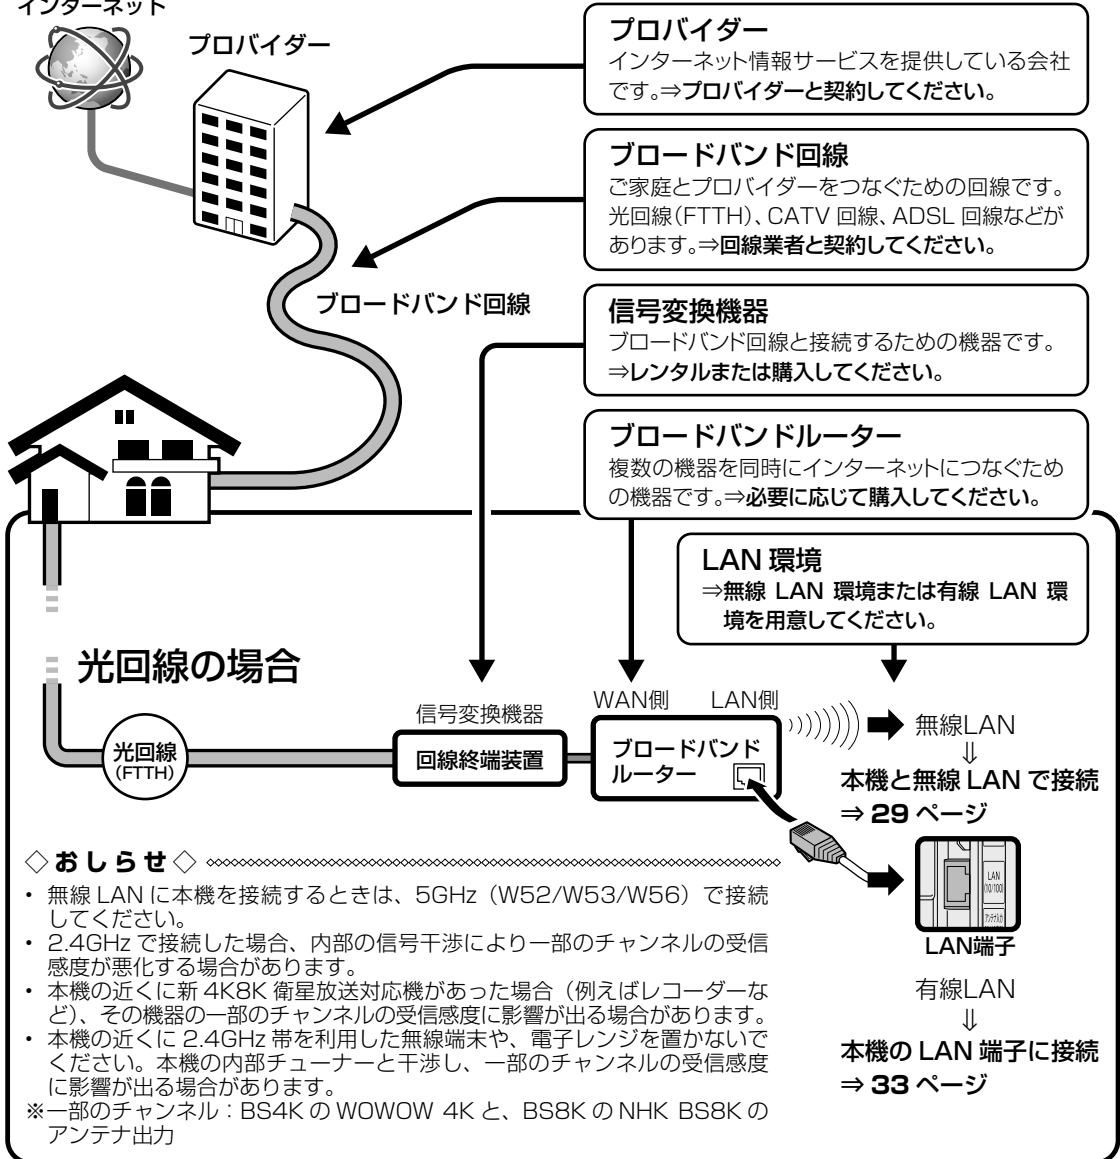 インターネット
プロバイダー
プロバイダー
インターネット情報サービスを提供している会社
です。⇒プロバイダーと契約してください。
ブロードバンド回線
ご家庭とプロバイダーをつなぐための回線です。
光回線(FTTH)、CATV 回線、ADSL 回線などが
あります。⇒回線業者と契約してください。
ブロードバンド回線
信号変換機器
ブロードバンド回線と接続するための機器です。
⇒レンタルまたは購入してください。
ブロードバンドルーター
複数の機器を同時にインターネットにつなぐため
の機器です。⇒必要に応じて購入してください。
LAN 環境
⇒無線 LAN 環境または有線 LAN 環
境を用意してください。
光回線の場合
光回線
(FTTH)
信号変換機器
回線終端装置
WAN側 LAN側
ブロードバンド
ルーター
無線LAN
⇓
本機と無線 LAN で接続
⇒ 29 ページ
LAN
(10/100)
アンテナ入力
LAN端子
有線LAN
⇓
本機の LAN 端子に接続
⇒ 33 ページ
◇おしらせ◇
・ 無線 LAN に本機を接続するときは、5GHz（W52/W53/W56）で接続
してください。
・ 2.4GHz で接続した場合、内部の信号干渉により一部のチャンネルの受信
感度が悪化する場合があります。
・ 本機の近くに新 4K8K 衛星放送対応機があった場合（例えばレコーダーな
ど）、その機器の一部のチャンネルの受信感度に影響が出る場合があります。
・ 本機の近くに 2.4GHz 帯を利用した無線端末や、電子レンジを置かないで
ください。本機の内部チューナーと干渉し、一部のチャンネルの受信感度
に影響が出る場合があります。
※一部のチャンネル：BS4K の WOWOW 4K と、BS8K の NHK BS8K の
アンテナ出力